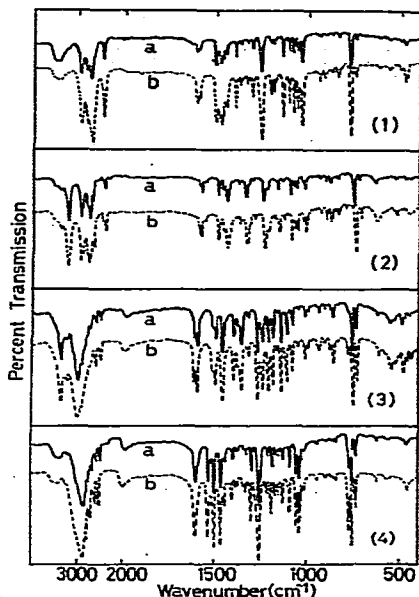 Percent Transmission
a
b
(1)
a
b
(2)
a
b
(3)
a
b
(4)
3000 2000 1500 1000 500
Wavenumber(cm⁻¹)